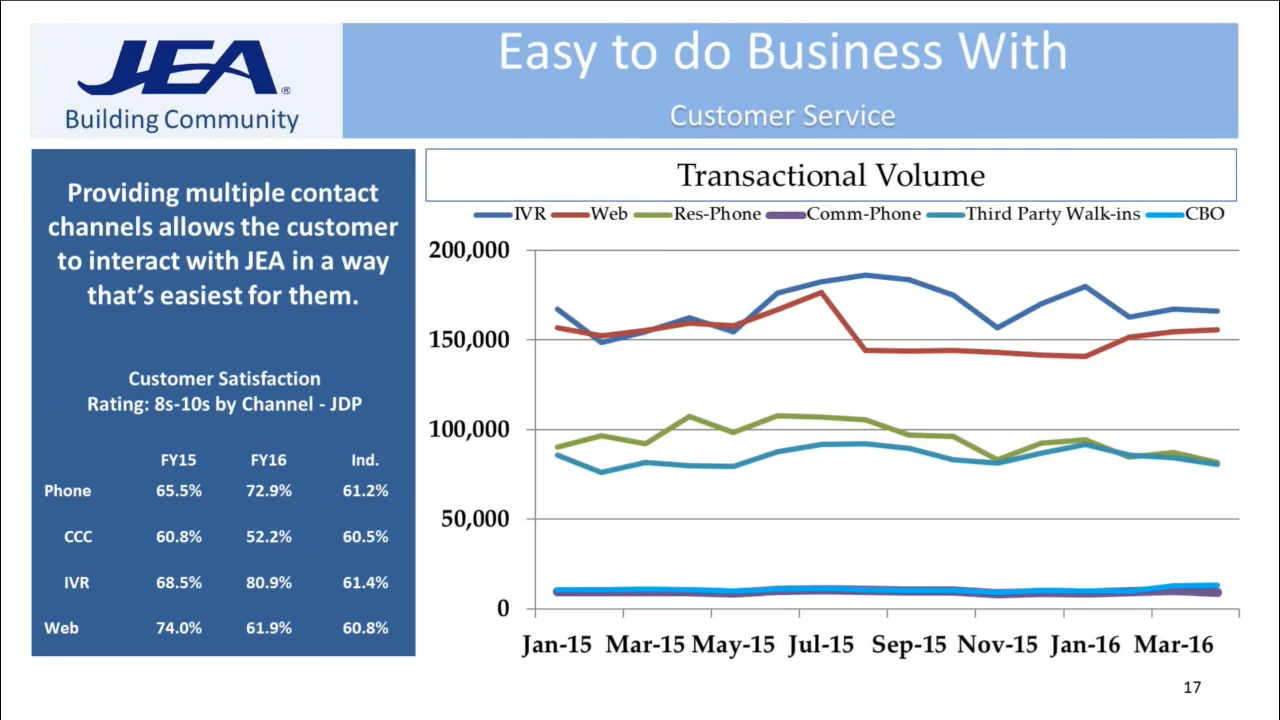 JEA®
Building Community
Easy to do Business With
Customer Service
Providing multiple contact
channels allows the customer
to interact with JEA in a way
that's easiest for them.
Customer Satisfaction
Rating: 8s-10s by Channel - JDP
FY15 FY16 Ind.
Phone 65.5% 72.9% 61.2%
CCC 60.8% 52.2% 60.5%
IVR 68.5% 80.9% 61.4%
Web 74.0% 61.9% 60.8%
Transactional Volume
IVR Web Res-Phone Comm-Phone Third Party Walk-ins CBO
200,000
150,000
100,000
50,000
0
Jan-15 Mar-15 May-15 Jul-15 Sep-15 Nov-15 Jan-16 Mar-16
17